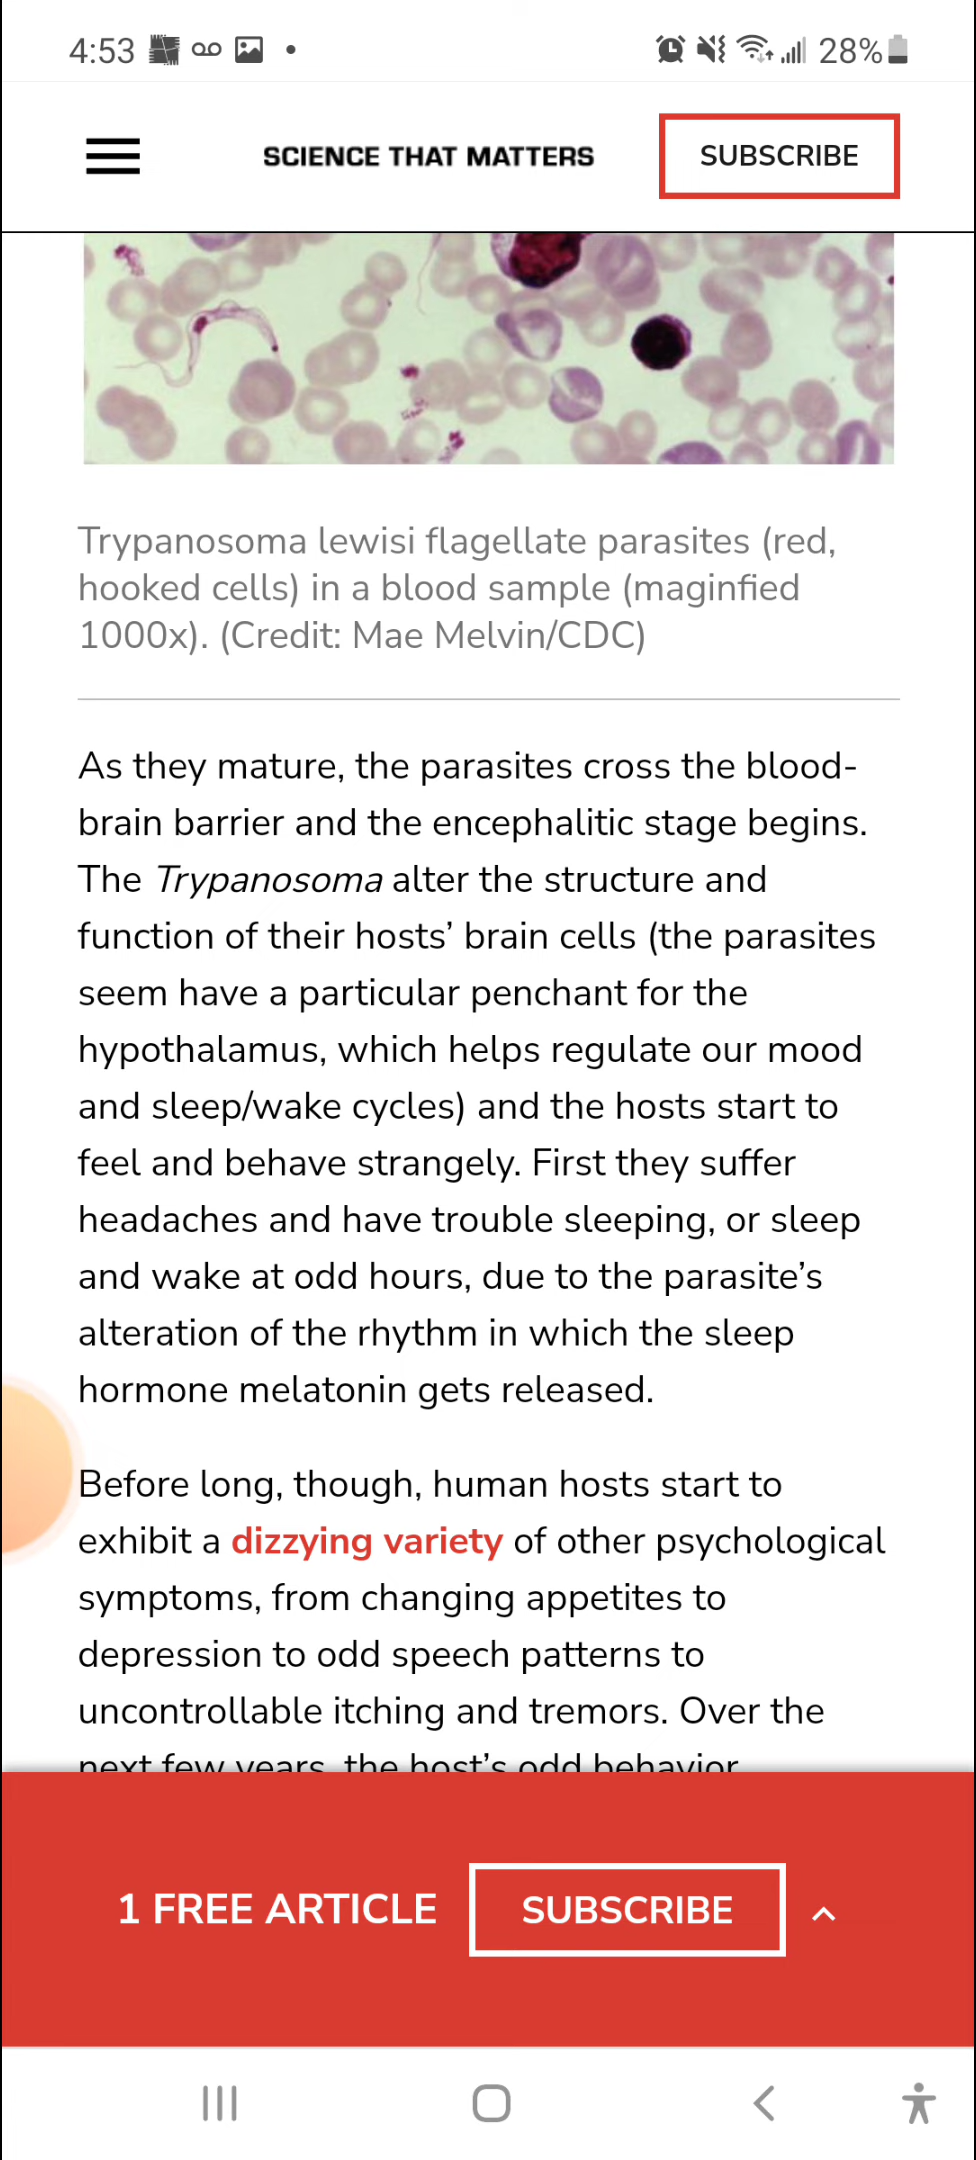 4:53
28%
SCIENCE THAT MATTERS
SUBSCRIBE
Trypanosoma lewisi flagellate parasites (red,
hooked cells) in a blood sample (maginfied
1000x). (Credit: Mae Melvin/CDC)
As they mature, the parasites cross the blood-
brain barrier and the encephalitic stage begins.
The Trypanosoma alter the structure and
function of their hosts’ brain cells (the parasites
seem have a particular penchant for the
hypothalamus, which helps regulate our mood
and sleep/wake cycles) and the hosts start to
feel and behave strangely. First they suffer
headaches and have trouble sleeping, or sleep
and wake at odd hours, due to the parasite’s
alteration of the rhythm in which the sleep
hormone melatonin gets released.
Before long, though, human hosts start to
exhibit a dizzying variety of other psychological
symptoms, from changing appetites to
depression to odd speech patterns to
uncontrollable itching and tremors. Over the
next few years, the host’s odd behavior
1 FREE ARTICLE
SUBSCRIBE